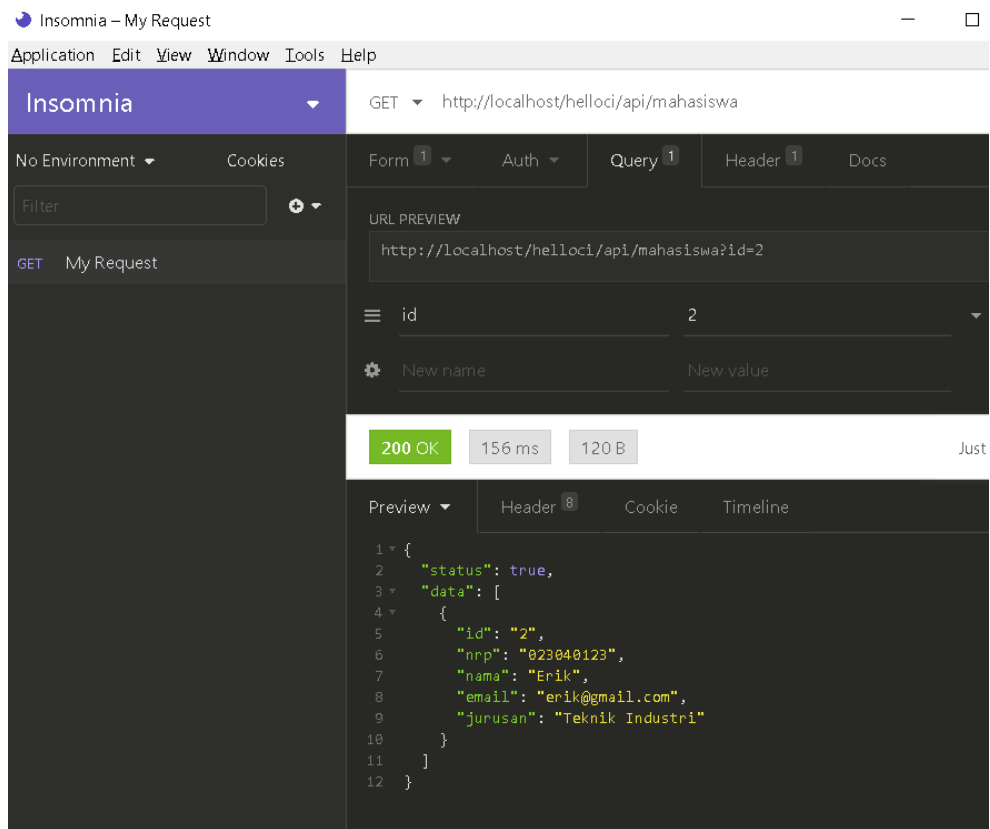 Insomnia – My Request
Application Edit View Window Tools Help
Insomnia
GET http://localhost/helloci/api/mahasiswa
No Environment Cookies
Form 1 Auth Query 1 Header 1 Docs
Filter
URL PREVIEW
http://localhost/helloci/api/mahasiswa?id=2
GET My Request
id 2
New name New value
200 OK 156 ms 120 B Just
Preview Header 8 Cookie Timeline
1 {
2 "status": true,
3 "data": [
4 {
5 "id": "2",
6 "nrp": "023040123",
7 "nama": "Erik",
8 "email": "erik@gmail.com",
9 "jurusan": "Teknik Industri"
10 }
11 ]
12 }